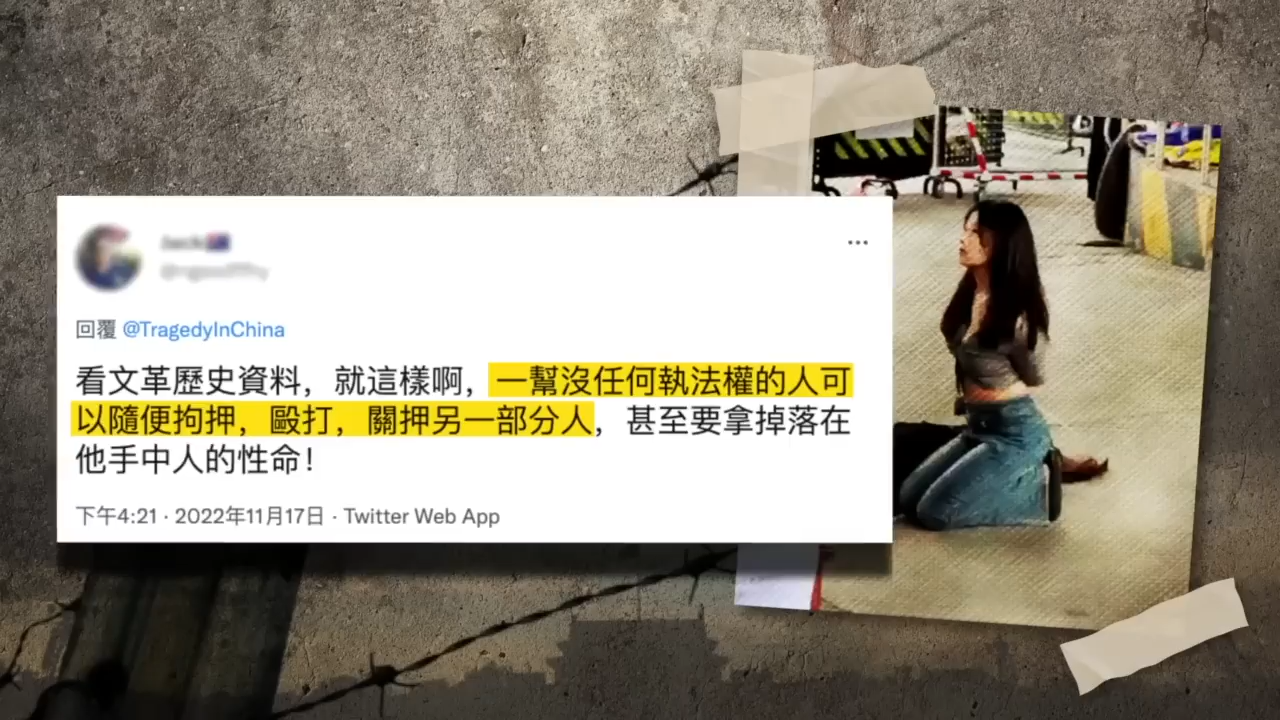 回覆 @TragedyInChina
看文革歷史資料，就這樣啊，一幫沒任何執法權的人可
以隨便拘押，毆打，關押另一部分人，甚至要拿掉落在
他手中人的性命！
下午4:21 · 2022年11月17日 · Twitter Web App